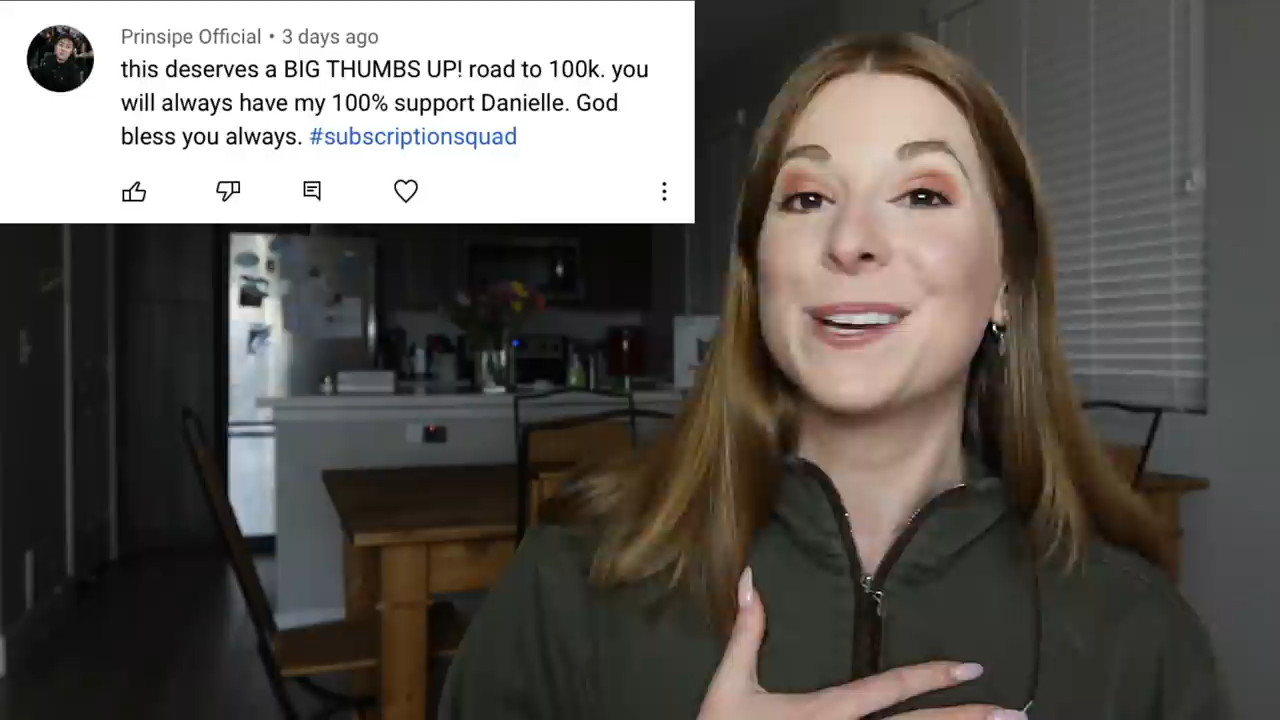 Prinsipe Official • 3 days ago
this deserves a BIG THUMBS UP! road to 100k. you
will always have my 100% support Danielle. God
bless you always. #subscriptionsquad